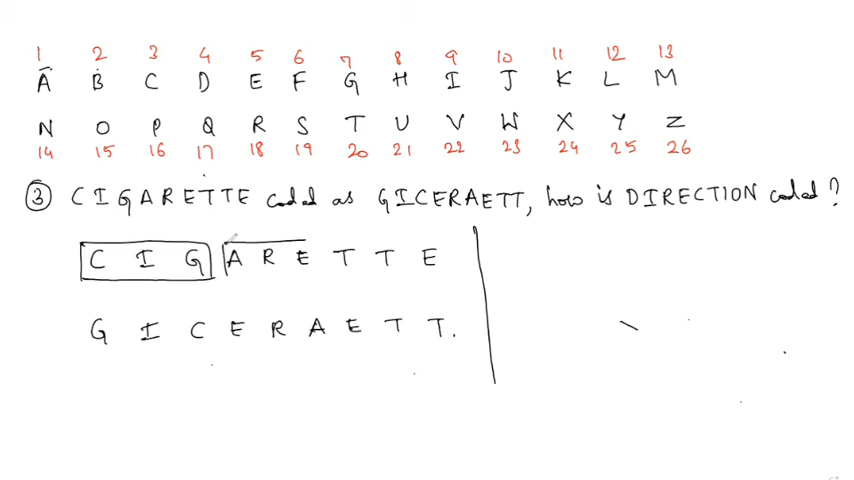 1 2 3 4 5 6 7 8 9 10 11 12 13
A B C D E F G H I J K L M
N O P Q R S T U V W X Y Z
14 15 16 17 18 19 20 21 22 23 24 25 26
③ CIGARETTE coded as GICERAETT, how is DIRECTION coded?
C I G A R E T T E
G I C E R A E T T.